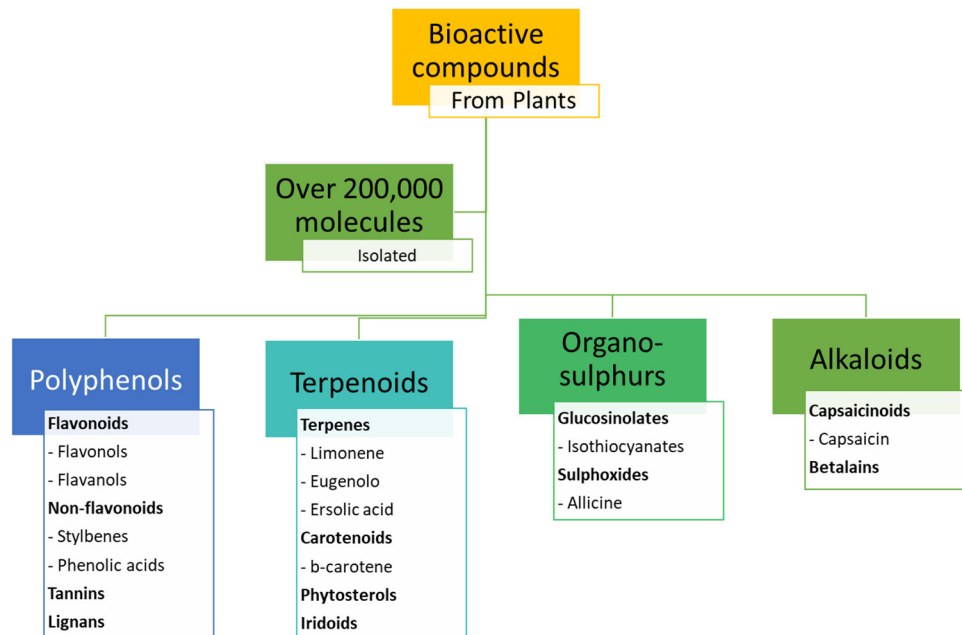 Bioactive
compounds
From Plants
Over 200,000
molecules
Isolated
Polyphenols
Flavonoids
- Flavonols
- Flavanols
Non-flavonoids
- Stylbenes
- Phenolic acids
Tannins
Lignans
Terpenoids
Terpenes
- Limonene
- Eugenolo
- Ersolic acid
Carotenoids
- b-carotene
Phytosterols
Iridoids
Organo-
sulphurs
Glucosinolates
- Isothiocyanates
Sulphoxides
- Allicine
Alkaloids
Capsaicinoids
- Capsaicin
Betalains